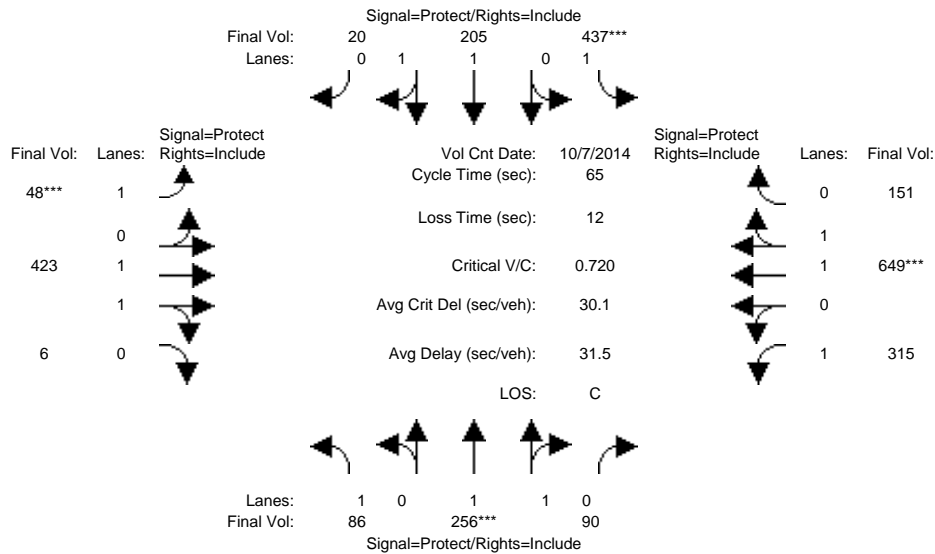 Signal=Protect/Rights=Include
Final Vol: 20 205 437***
Lanes: 0 1 1 0 1
Signal=Protect Signal=Protect
Final Vol: Lanes: Rights=Include Vol Cnt Date: 10/7/2014 Rights=Include Lanes: Final Vol:
Cycle Time (sec): 65
48*** 1 0 151
Loss Time (sec): 12
0 1
423 1 Critical V/C: 0.720 1 649***
1 Avg Crit Del (sec/veh): 30.1 0
6 0 Avg Delay (sec/veh): 31.5 1 315
LOS: C
Lanes: 1 0 1 1 0
Final Vol: 86 256*** 90
Signal=Protect/Rights=Include